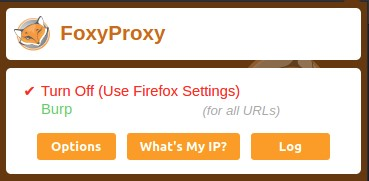 FoxyProxy
✔ Turn Off (Use Firefox Settings)
Burp (for all URLs)
Options What's My IP? Log